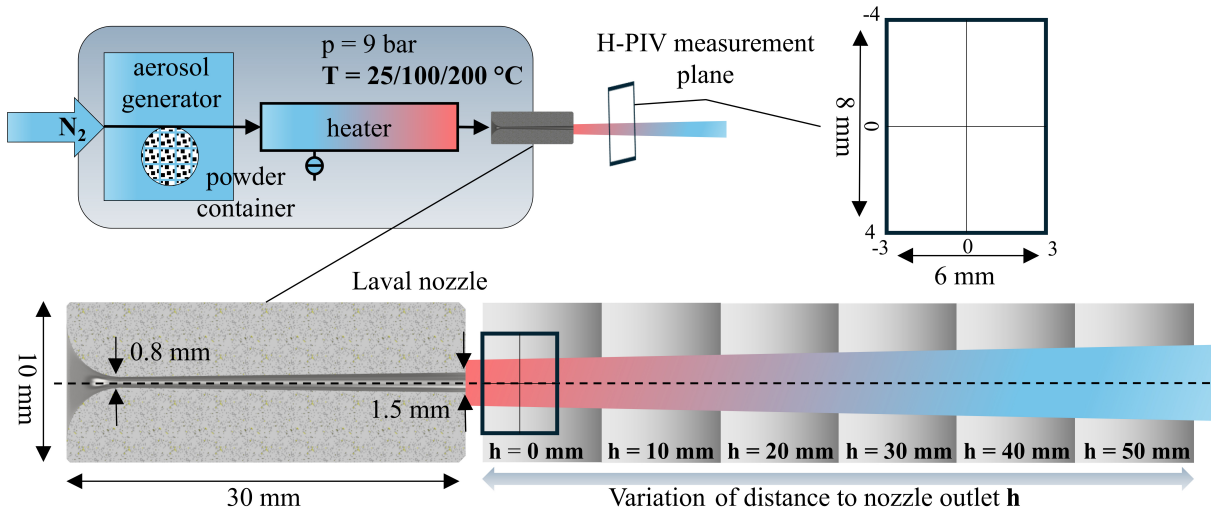 p = 9 bar
T = 25/100/200 °C
aerosol
generator
N2
heater
powder
container
H-PIV measurement
plane
-4
8 mm
0
4
-3
0
3
6 mm
Laval nozzle
10 mm
0.8 mm
1.5 mm
30 mm
h = 0 mm
h = 10 mm
h = 20 mm
h = 30 mm
h = 40 mm
h = 50 mm
Variation of distance to nozzle outlet h